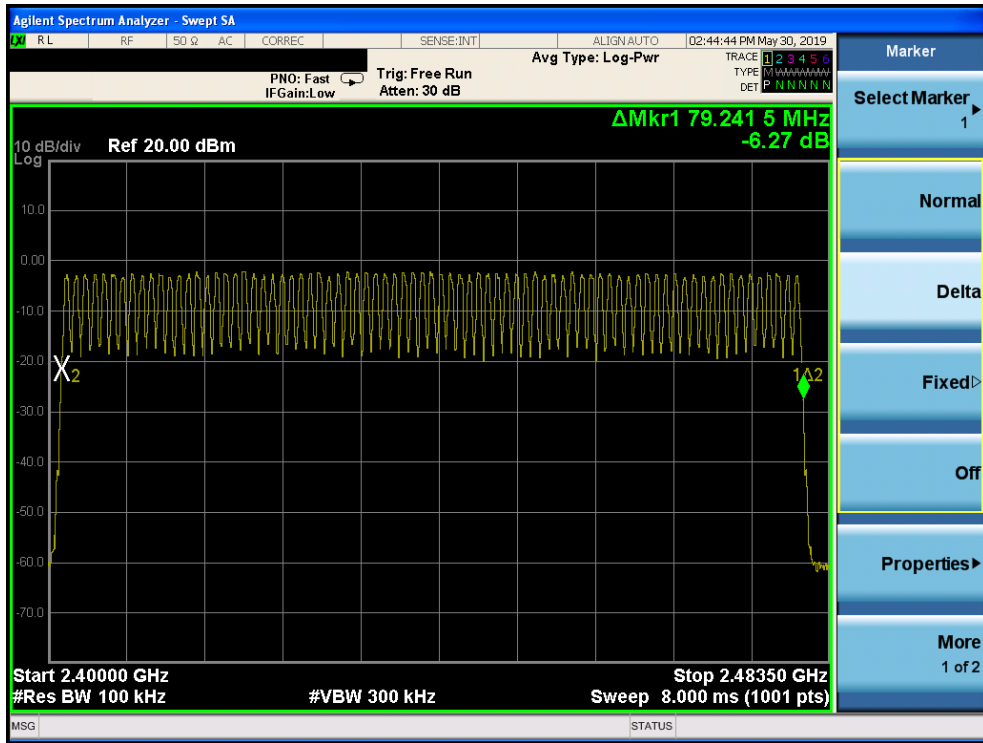 Agilent Spectrum Analyzer - Swept SA
LXI RL RF 50 Ω AC CORREC SENSE:INT ALIGN AUTO 02:44:44 PM May 30, 2019
Marker
Avg Type: Log-Pwr
TRACE 1 2 3 4 5 6
PNO: Fast Trig: Free Run
TYPE M W W W W W
IFGain:Low Atten: 30 dB
DET P N N N N N
Select Marker
1
ΔMkr1 79.241 5 MHz
-6.27 dB
10 dB/div Ref 20.00 dBm
Log
10.0
0.00
-10.0
-20.0
-30.0
-40.0
-50.0
-60.0
-70.0
X2
1Δ2
Normal
Delta
Fixed
Off
Properties
More
1 of 2
Start 2.40000 GHz Stop 2.48350 GHz
#Res BW 100 kHz #VBW 300 kHz Sweep 8.000 ms (1001 pts)
MSG STATUS